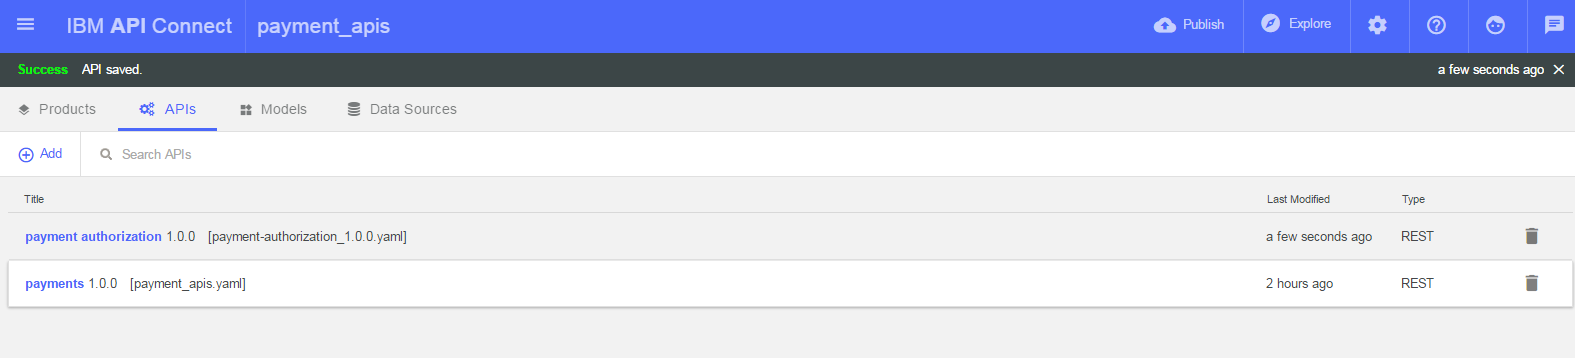 IBM API Connect payment_apis Publish Explore
Success API saved. a few seconds ago
Products APIs Models Data Sources
Add Search APIs
Title Last Modified Type
payment authorization 1.0.0 [payment-authorization_1.0.0.yaml] a few seconds ago REST
payments 1.0.0 [payment_apis.yaml] 2 hours ago REST